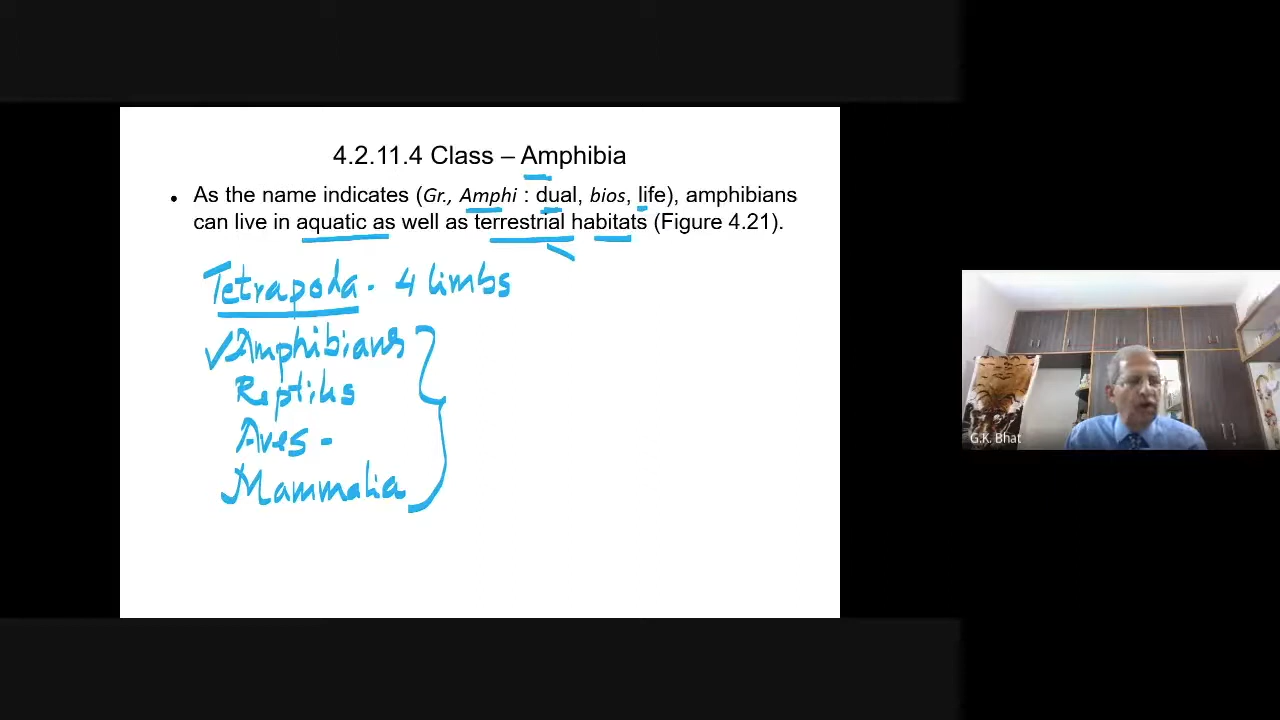 4.2.11.4 Class – Amphibia
• As the name indicates (Gr., Amphi : dual, bios, life), amphibians
can live in aquatic as well as terrestrial habitats (Figure 4.21).
Tetrapoda. 4 limbs
✓Amphibians
Reptiles
Aves -
Mammalia
G.K. Bhat